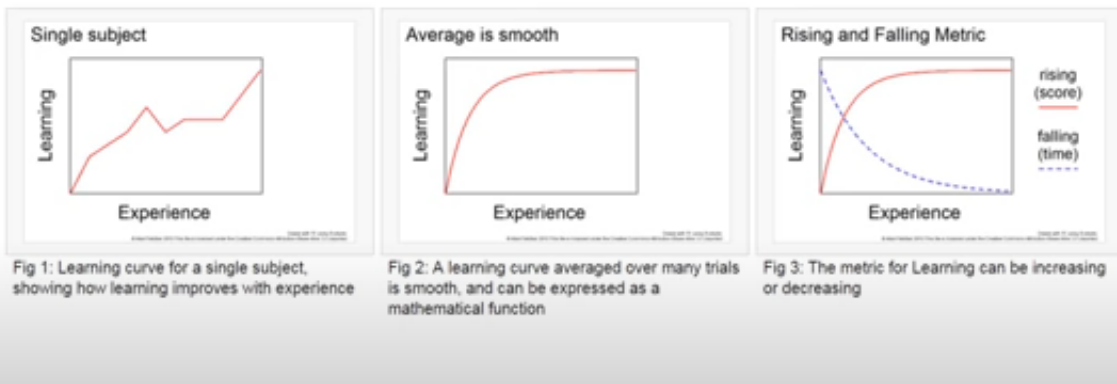 Single subject
Learning
Experience
Fig 1: Learning curve for a single subject,
showing how learning improves with experience
Average is smooth
Learning
Experience
Fig 2: A learning curve averaged over many trials
is smooth, and can be expressed as a
mathematical function
Rising and Falling Metric
Learning
Experience
rising
(score)
falling
(time)
Fig 3: The metric for Learning can be increasing
or decreasing